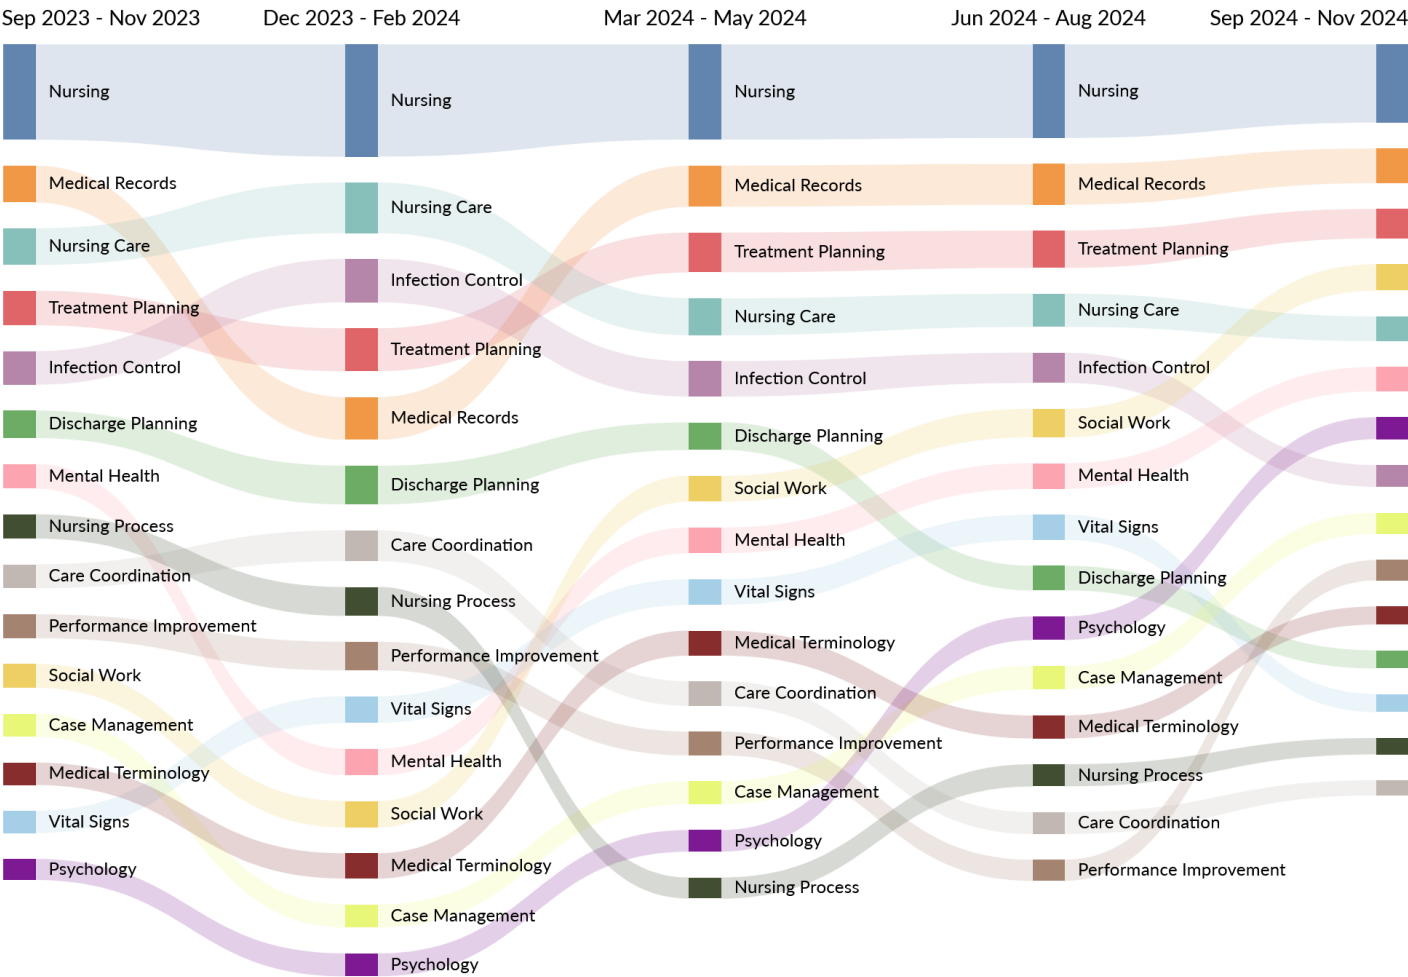 Sep 2023 - Nov 2023
Dec 2023 - Feb 2024
Mar 2024 - May 2024
Jun 2024 - Aug 2024
Sep 2024 - Nov 2024
Nursing
Medical Records
Nursing Care
Treatment Planning
Infection Control
Discharge Planning
Mental Health
Nursing Process
Care Coordination
Performance Improvement
Social Work
Case Management
Medical Terminology
Vital Signs
Psychology
Nursing
Nursing Care
Infection Control
Treatment Planning
Medical Records
Discharge Planning
Care Coordination
Nursing Process
Performance Improvement
Vital Signs
Mental Health
Social Work
Medical Terminology
Case Management
Psychology
Nursing
Medical Records
Treatment Planning
Nursing Care
Infection Control
Discharge Planning
Social Work
Mental Health
Vital Signs
Medical Terminology
Care Coordination
Performance Improvement
Case Management
Psychology
Nursing Process
Nursing
Medical Records
Treatment Planning
Nursing Care
Infection Control
Social Work
Mental Health
Vital Signs
Discharge Planning
Psychology
Case Management
Medical Terminology
Nursing Process
Care Coordination
Performance Improvement